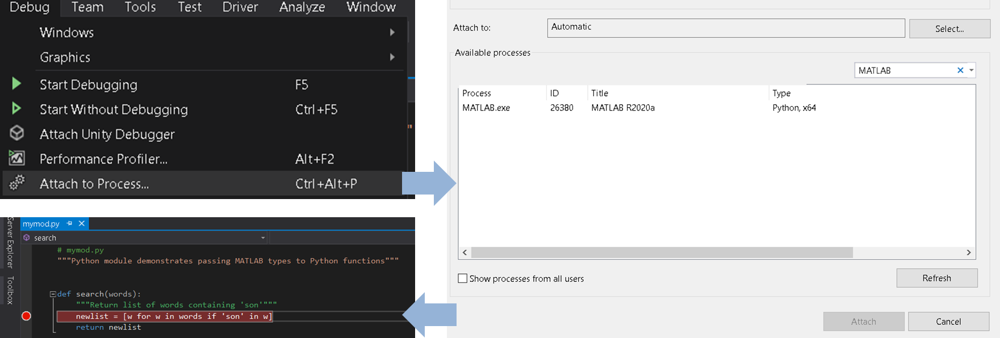 Debug Team Tools Test Driver Analyze Window
Windows
Graphics
Start Debugging F5
Start Without Debugging Ctrl+F5
Attach Unity Debugger
Performance Profiler... Alt+F2
Attach to Process... Ctrl+Alt+P
Attach to: Automatic Select...
Available processes
MATLAB
Process ID Title Type
MATLAB.exe 26380 MATLAB R2020a Python, x64
Show processes from all users
Refresh
Attach Cancel
Server Explorer
Toolbox
mymod.py
search
# mymod.py
"""Python module demonstrates passing MATLAB types to Python functions"""
def search(words):
"""Return list of words containing 'son'"""
newlist = [w for w in words if 'son' in w]
return newlist